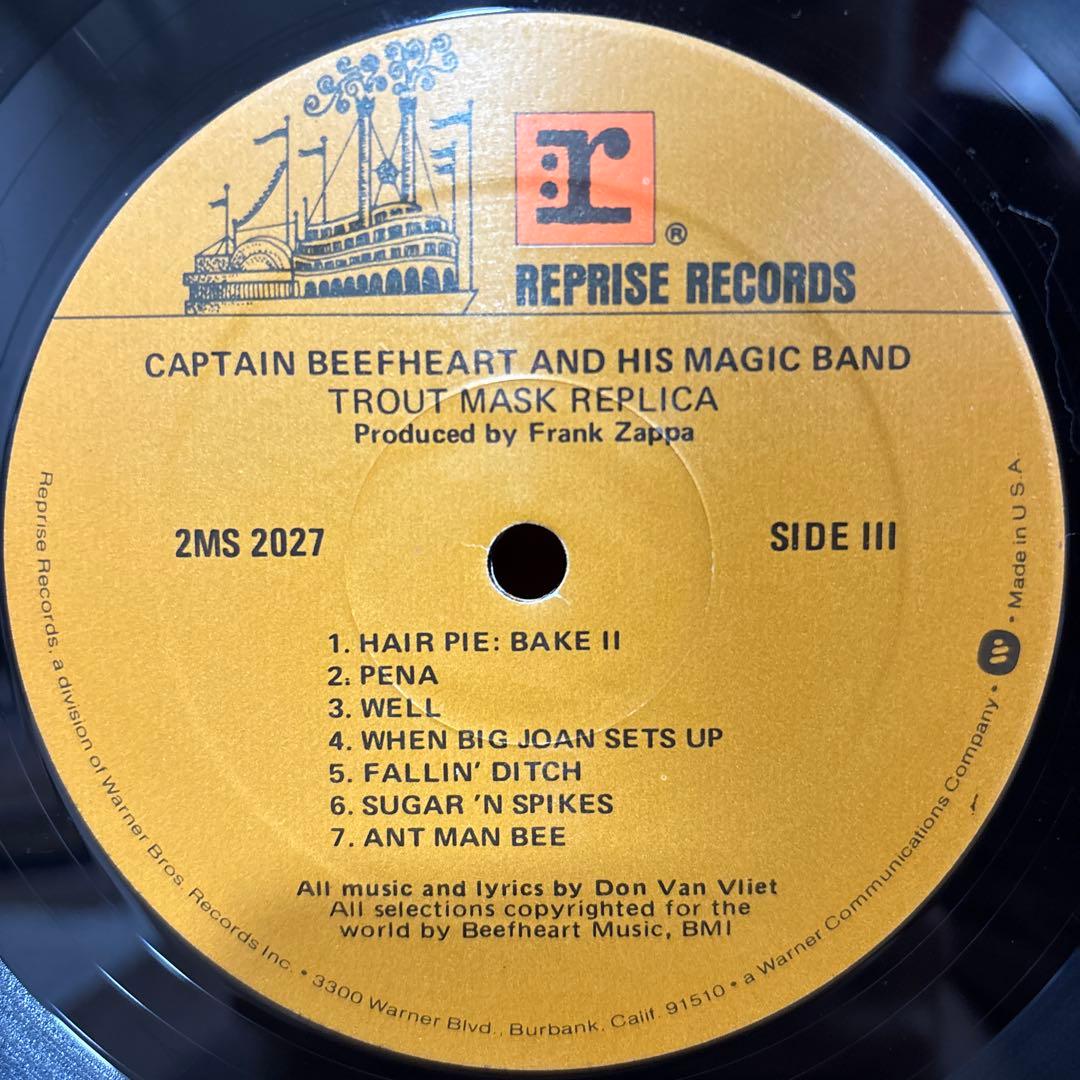 r
®
REPRISE RECORDS
CAPTAIN BEEFHEART AND HIS MAGIC BAND
TROUT MASK REPLICA
Produced by Frank Zappa
2MS 2027
SIDE III
1. HAIR PIE: BAKE II
2. PENA
3. WELL
4. WHEN BIG JOAN SETS UP
5. FALLIN' DITCH
6. SUGAR 'N SPIKES
7. ANT MAN BEE
All music and lyrics by Don Van Vliet
All selections copyrighted for the
world by Beefheart Music, BMI
Reprise Records, a division of Warner Bros. Records Inc. • 3300 Warner Blvd., Burbank, Calif. 91510 • a Warner Communications Company • W • Made in U S A